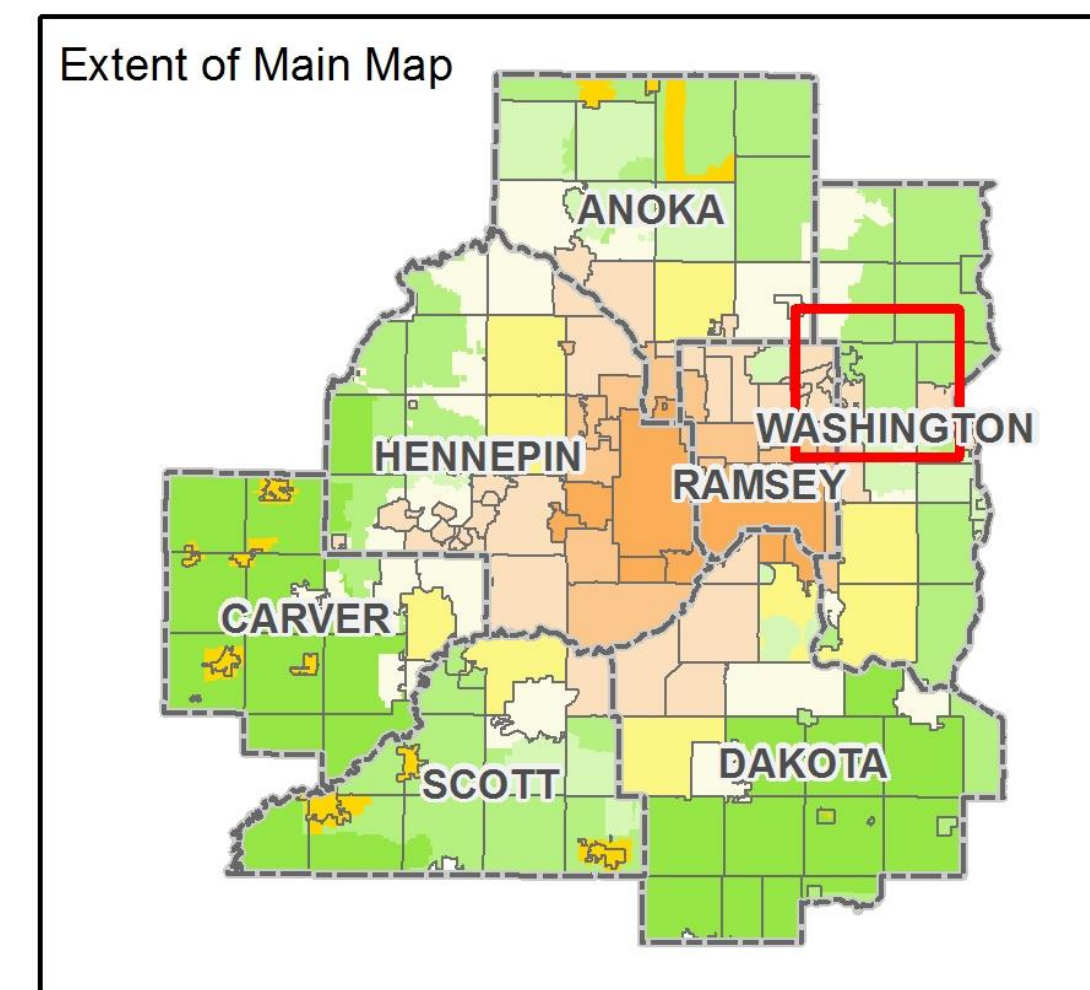 Extent of Main Map
ANOKA
WASHINGTON
HENNEPIN
RAMSEY
CARVER
DAKOTA
SCOTT